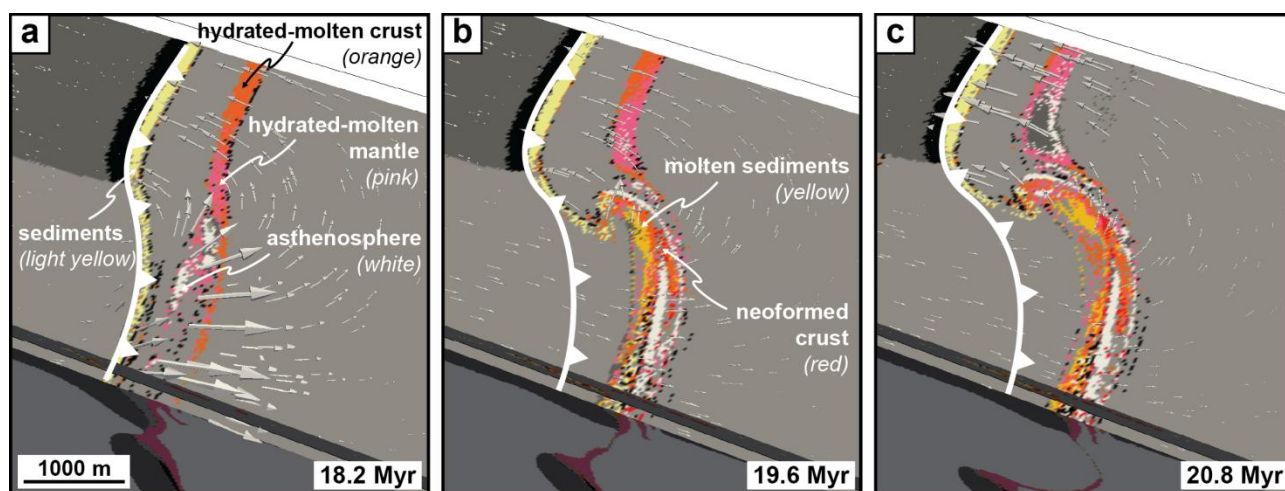 a
hydrated-molten crust
(orange)
hydrated-molten
mantle
(pink)
sediments
(light yellow)
asthenosphere
(white)
1000 m
18.2 Myr
b
molten sediments
(yellow)
neoformed
crust
(red)
19.6 Myr
c
20.8 Myr